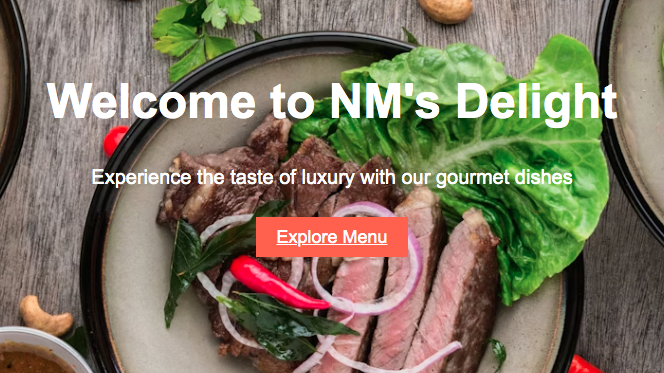 Welcome to NM's Delight
Experience the taste of luxury with our gourmet dishes
Explore Menu